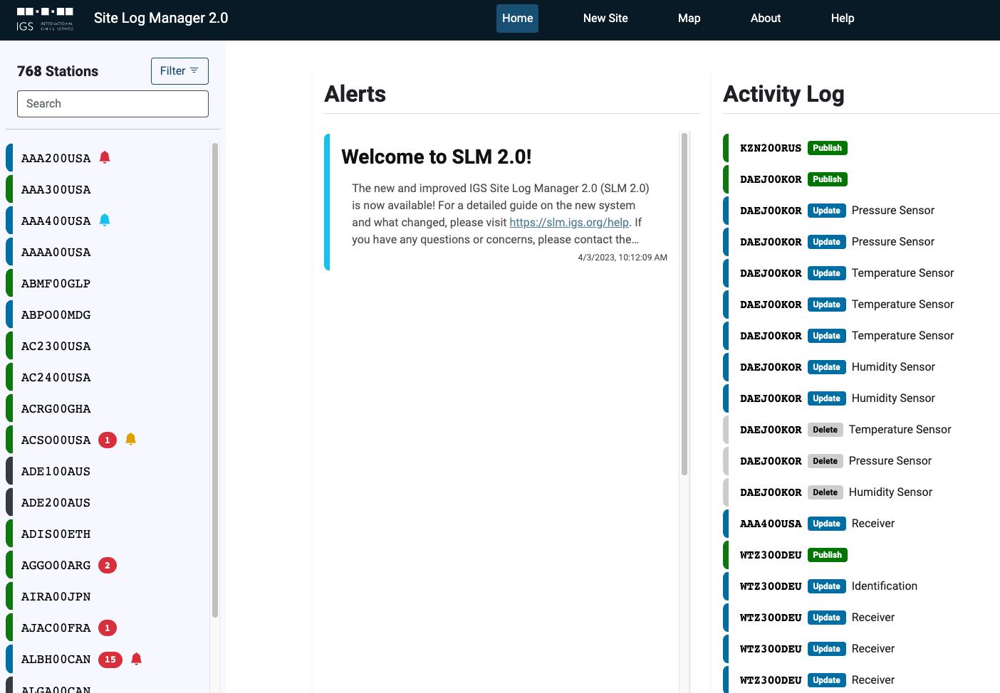 IGS INTERNATIONAL
GNSS SERVICE
Site Log Manager 2.0
Home
New Site
Map
About
Help
768 Stations
Filter
Search
AAA200USA
AAA300USA
AAA400USA
AAAA00USA
ABMF00GLP
ABPO00MDG
AC2300USA
AC2400USA
ACRG00GHA
ACSO00USA 1
ADE100AUS
ADE200AUS
ADIS00ETH
AGGO00ARG 2
AIRA00JPN
AJAC00FRA 1
ALBH00CAN 15
ALGA00CAN
Alerts
Welcome to SLM 2.0!
The new and improved IGS Site Log Manager 2.0 (SLM 2.0)
is now available! For a detailed guide on the new system
and what changed, please visit https://slm.igs.org/help. If
you have any questions or concerns, please contact the...
4/3/2023, 10:12:09 AM
Activity Log
KZN200RUS Publish
DAEJ00KOR Publish
DAEJ00KOR Update Pressure Sensor
DAEJ00KOR Update Pressure Sensor
DAEJ00KOR Update Temperature Sensor
DAEJ00KOR Update Temperature Sensor
DAEJ00KOR Update Temperature Sensor
DAEJ00KOR Update Humidity Sensor
DAEJ00KOR Update Humidity Sensor
DAEJ00KOR Delete Temperature Sensor
DAEJ00KOR Delete Pressure Sensor
DAEJ00KOR Delete Humidity Sensor
AAA400USA Update Receiver
WTZ300DEU Publish
WTZ300DEU Update Identification
WTZ300DEU Update Receiver
WTZ300DEU Update Receiver
WTZ300DEU Update Receiver